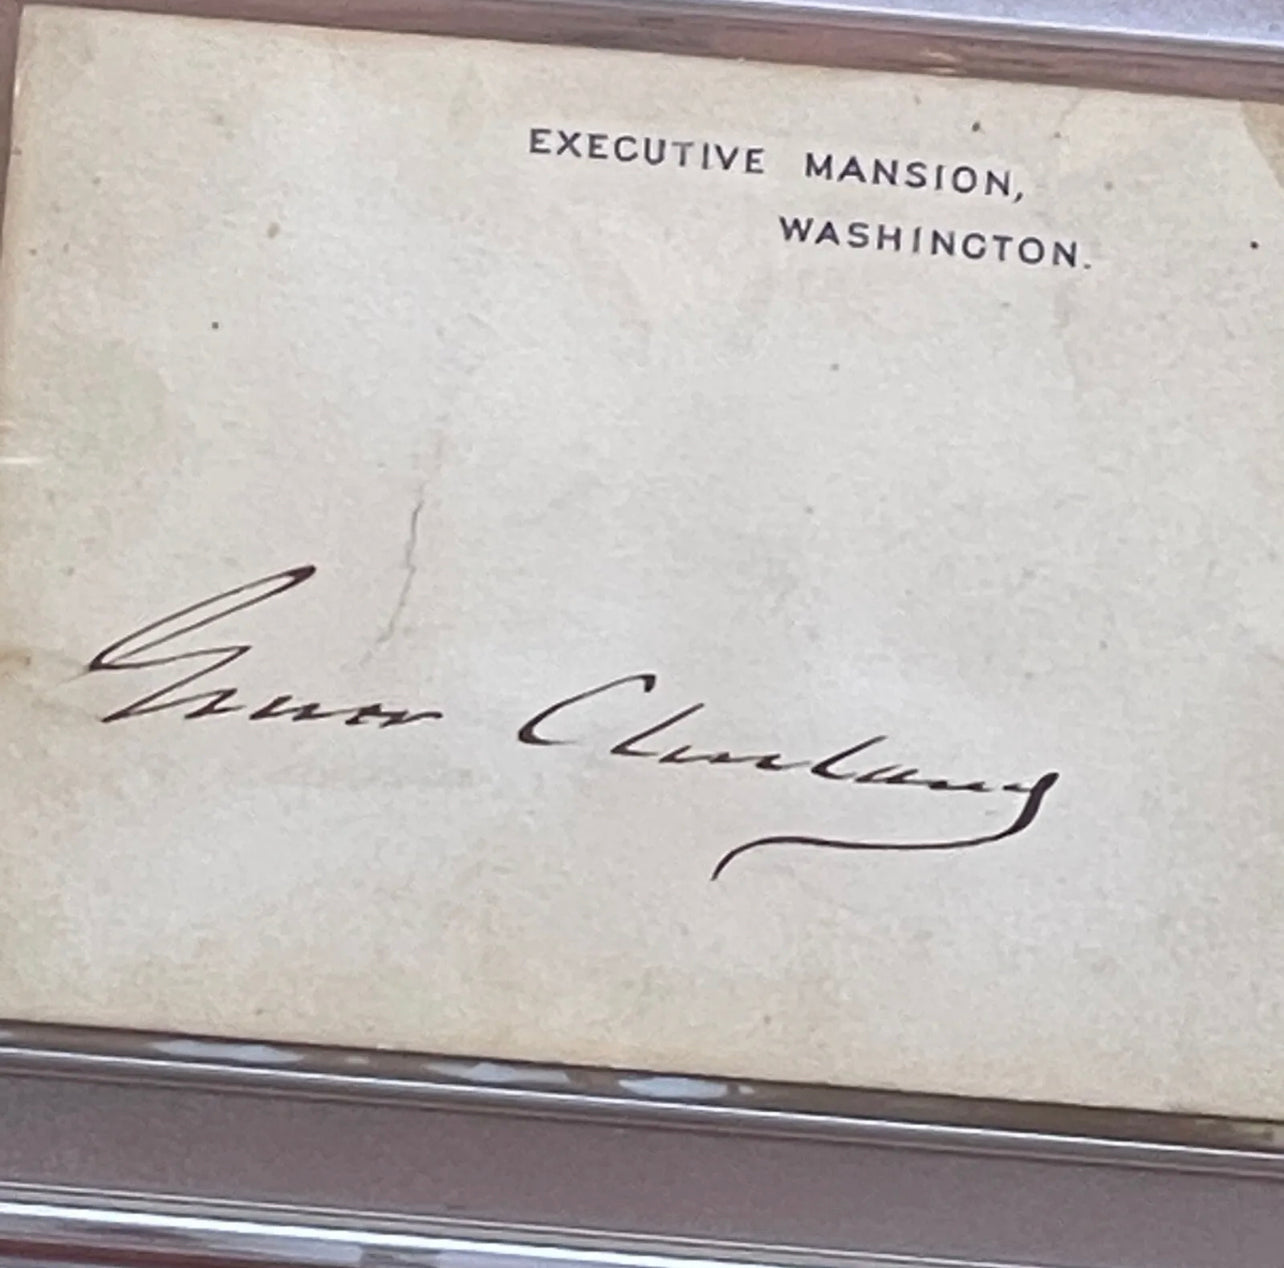 EXECUTIVE MANSION,
WASHINGTON.
Grover Cleveland